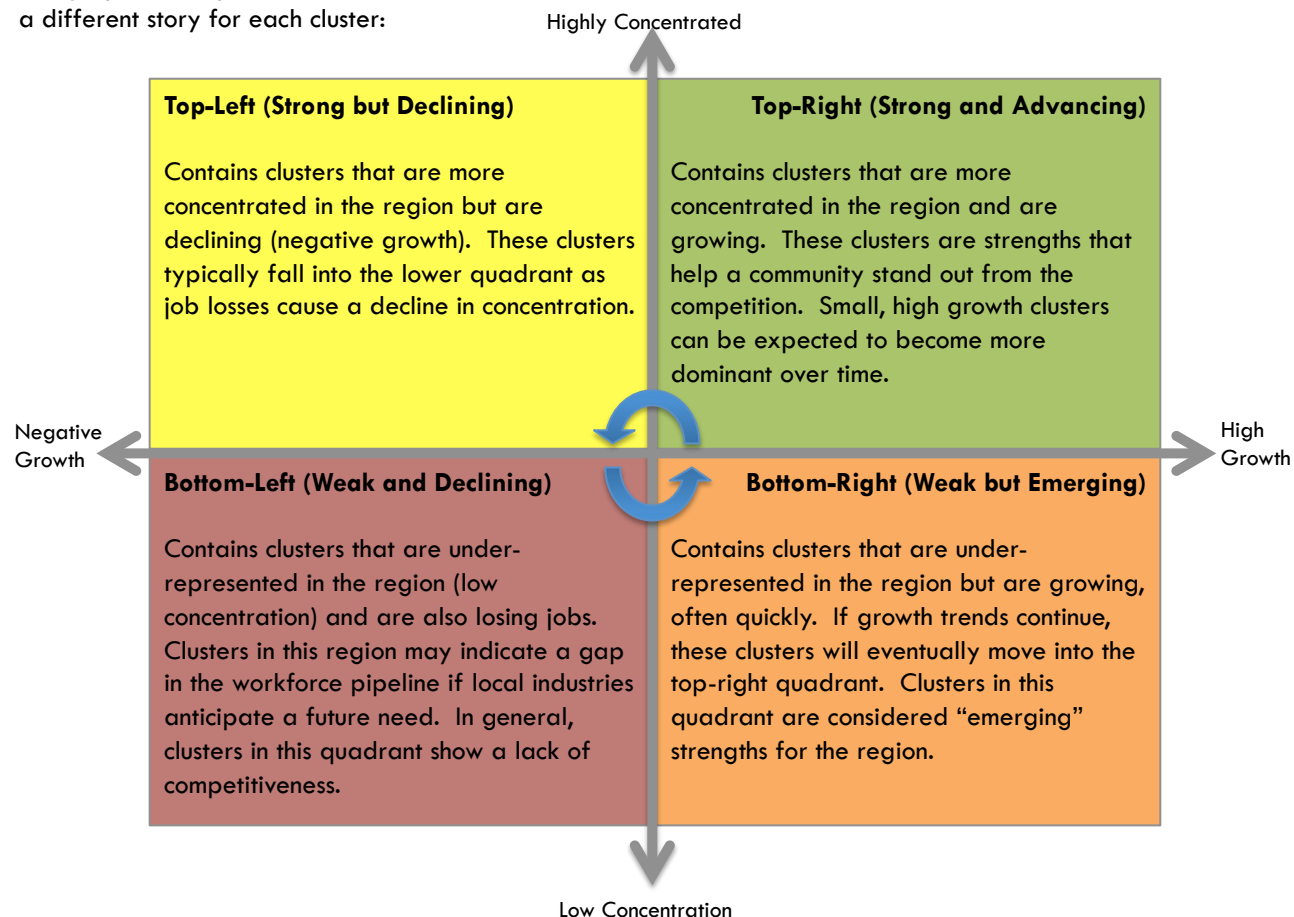 a different story for each cluster:
Highly Concentrated
Top-Left (Strong but Declining)
Contains clusters that are more
concentrated in the region but are
declining (negative growth). These clusters
typically fall into the lower quadrant as
job losses cause a decline in concentration.
Top-Right (Strong and Advancing)
Contains clusters that are more
concentrated in the region and are
growing. These clusters are strengths that
help a community stand out from the
competition. Small, high growth clusters
can be expected to become more
dominant over time.
Negative
Growth
High
Growth
Bottom-Left (Weak and Declining)
Contains clusters that are under-
represented in the region (low
concentration) and are also losing jobs.
Clusters in this region may indicate a gap
in the workforce pipeline if local industries
anticipate a future need. In general,
clusters in this quadrant show a lack of
competitiveness.
Bottom-Right (Weak but Emerging)
Contains clusters that are under-
represented in the region but are growing,
often quickly. If growth trends continue,
these clusters will eventually move into the
top-right quadrant. Clusters in this
quadrant are considered “emerging”
strengths for the region.
Low Concentration